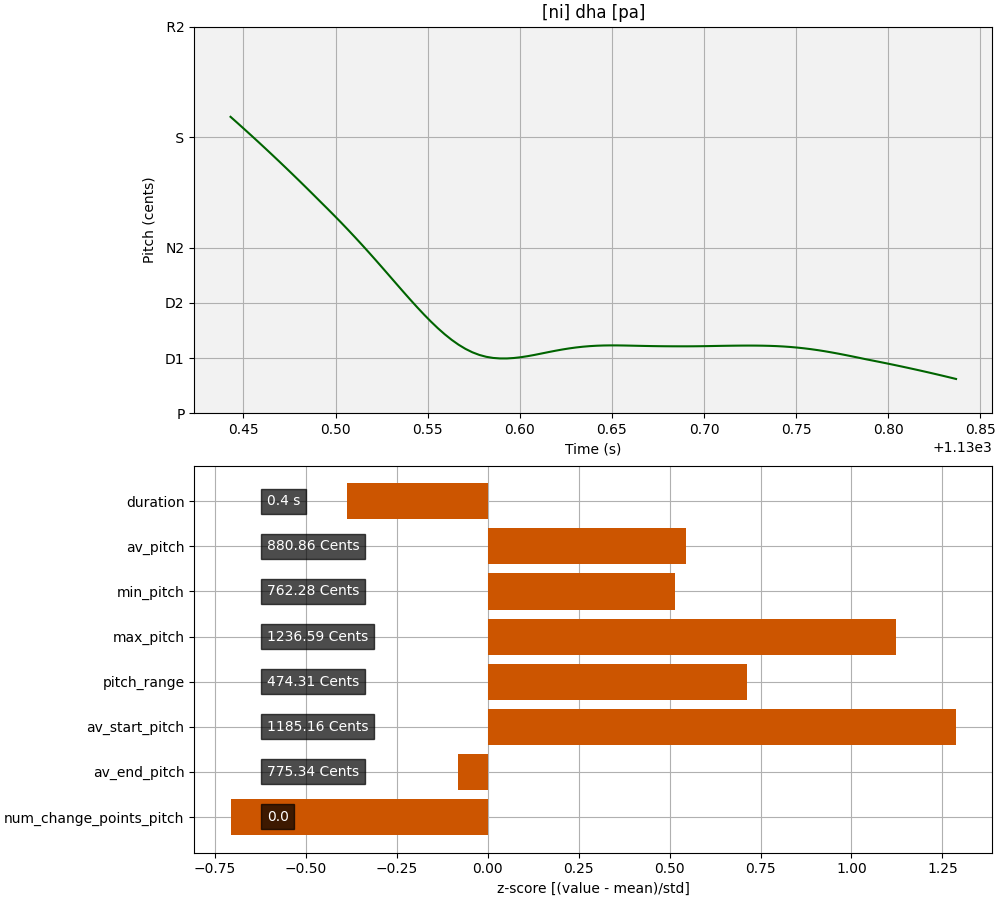 [ni] dha [pa]
R2
S
N2
D2
D1
P
Pitch (cents)
0.45 0.50 0.55 0.60 0.65 0.70 0.75 0.80 0.85
Time (s)
+1.13e3
duration 0.4 s
av_pitch 880.86 Cents
min_pitch 762.28 Cents
max_pitch 1236.59 Cents
pitch_range 474.31 Cents
av_start_pitch 1185.16 Cents
av_end_pitch 775.34 Cents
num_change_points_pitch 0.0
−0.75 −0.50 −0.25 0.00 0.25 0.50 0.75 1.00 1.25
z-score [(value - mean)/std]